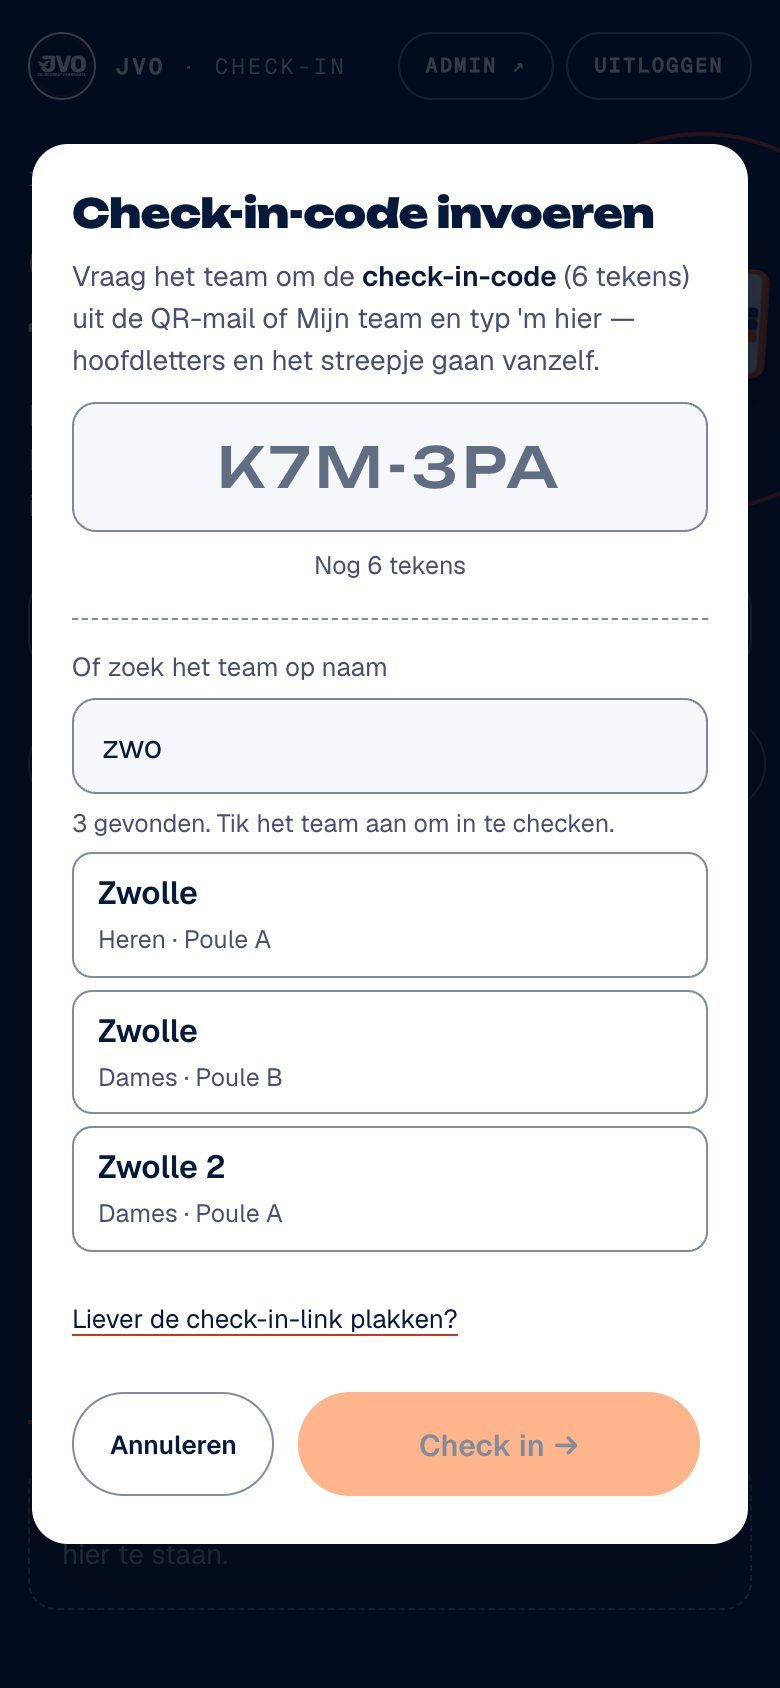 JVO
JVO · CHECK-IN
ADMIN ↗
UITLOGGEN
Check-in-code invoeren
Vraag het team om de check-in-code (6 tekens)
uit de QR-mail of Mijn team en typ 'm hier —
hoofdletters en het streepje gaan vanzelf.
K7M-3PA
Nog 6 tekens
Of zoek het team op naam
zwo
3 gevonden. Tik het team aan om in te checken.
Zwolle
Heren · Poule A
Zwolle
Dames · Poule B
Zwolle 2
Dames · Poule A
Liever de check-in-link plakken?
Annuleren
Check in →
hier te staan.